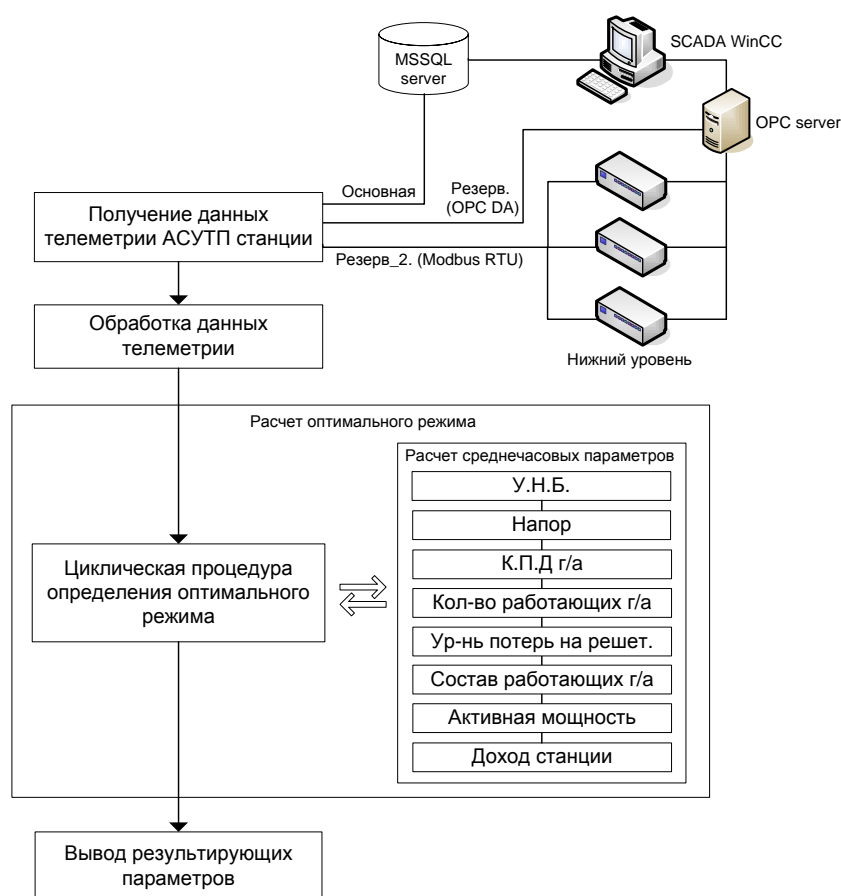 MSSQL
server
SCADA WinCC
OPC server
Основная
Резерв.
(OPC DA)
Получение данных
телеметрии АСУТП станции
Резерв_2. (Modbus RTU)
Обработка данных
телеметрии
Нижний уровень
Расчет оптимального режима
Расчет среднечасовых параметров
У.Н.Б.
Напор
К.П.Д г/а
Кол-во работающих г/а
Ур-нь потерь на решет.
Состав работающих г/а
Активная мощность
Доход станции
Циклическая процедура
определения оптимального
режима
Вывод результирующих
параметров